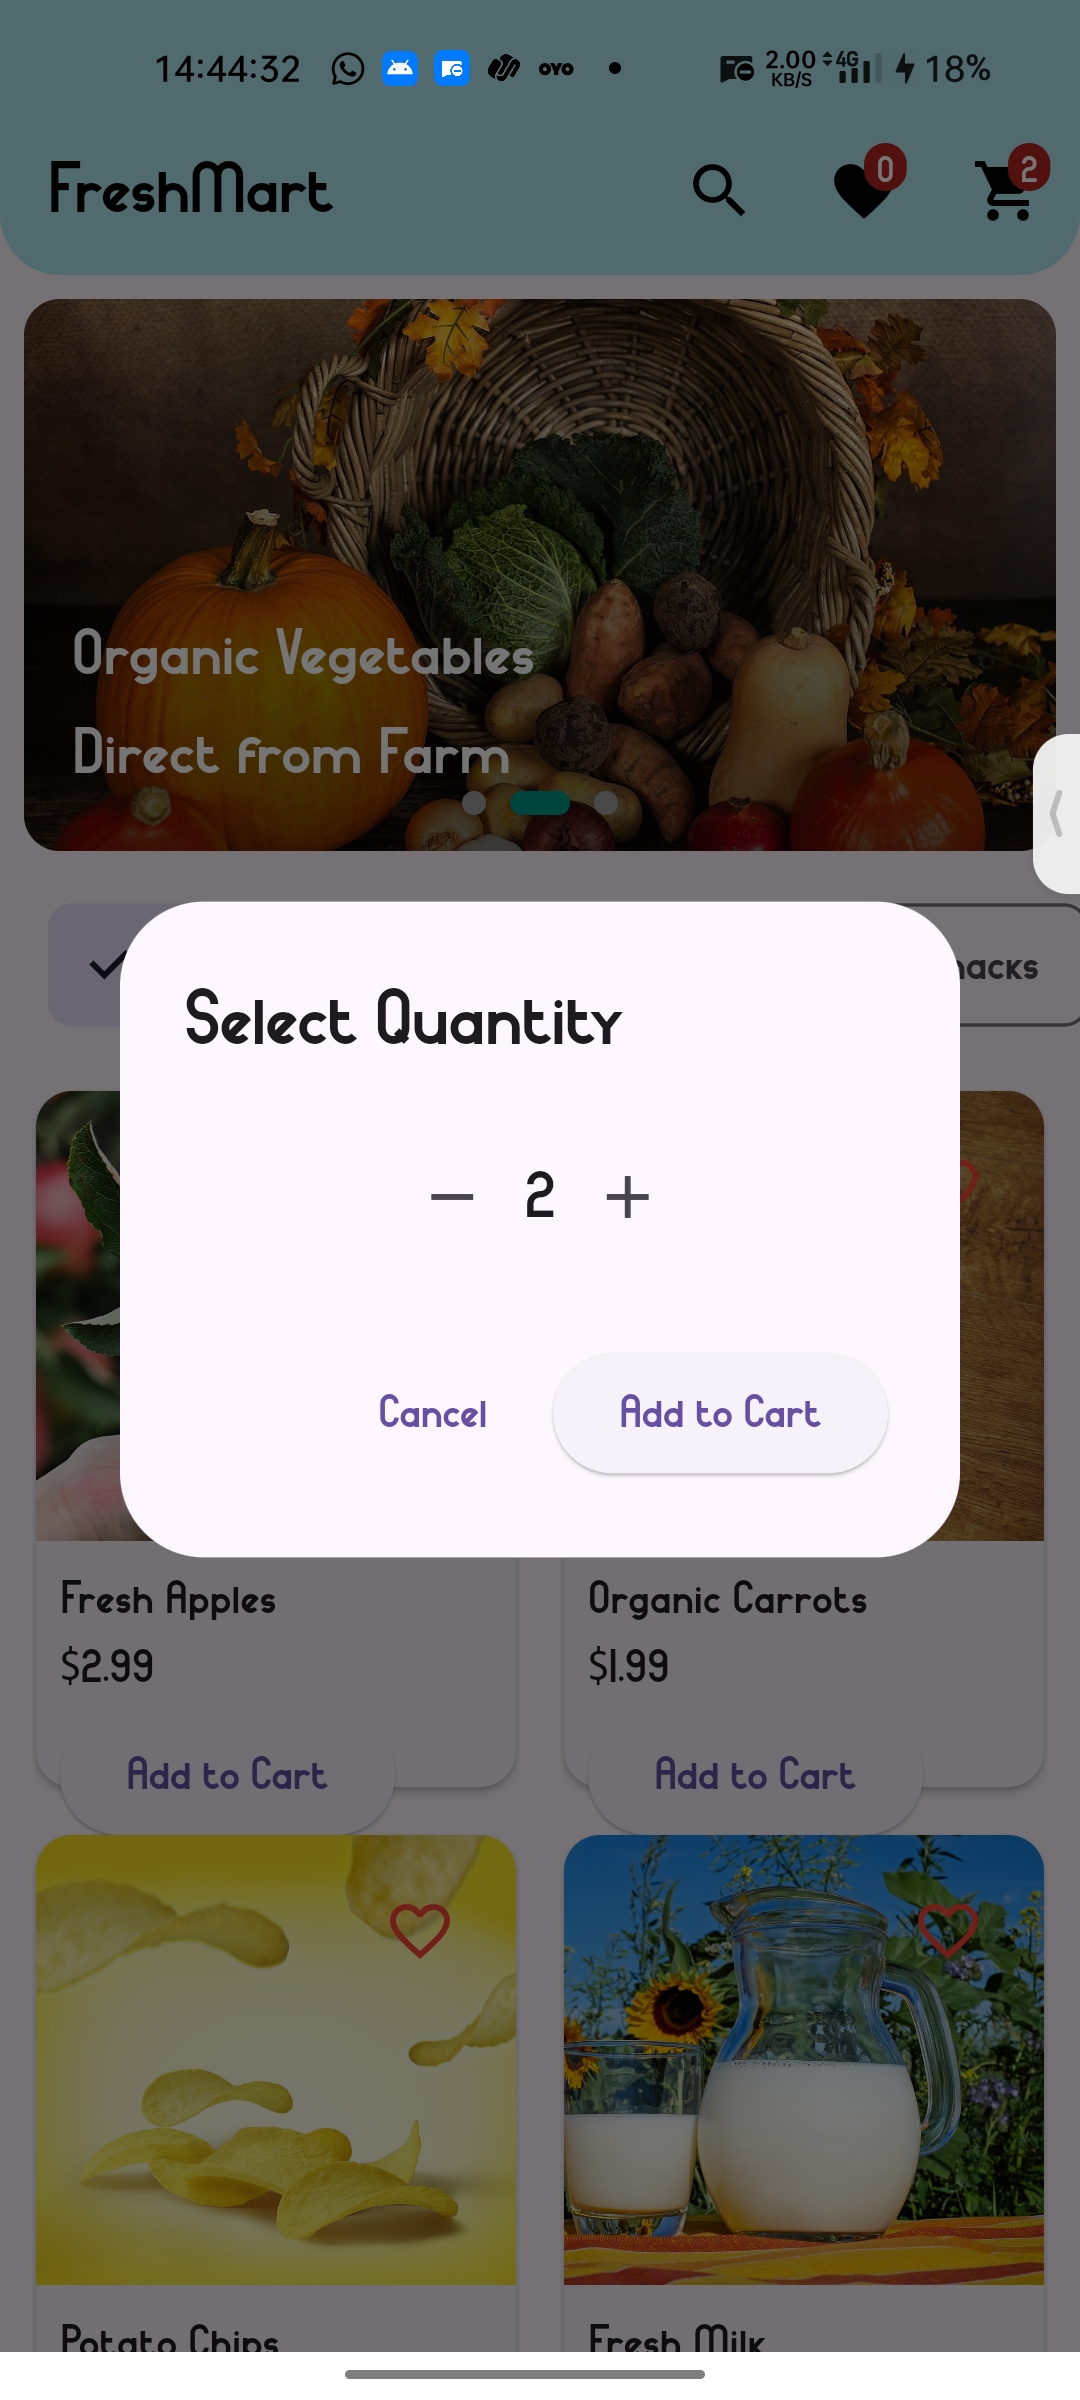 14:44:32 OYO 2.00 KB/S 4G 18%
FreshMart
0
2
Organic Vegetables
Direct from Farm
nacks
Select Quantity
2
Cancel
Add to Cart
Fresh Apples
Organic Carrots
$2.99
$1.99
Add to Cart
Add to Cart
Potato Chips
Fresh Milk